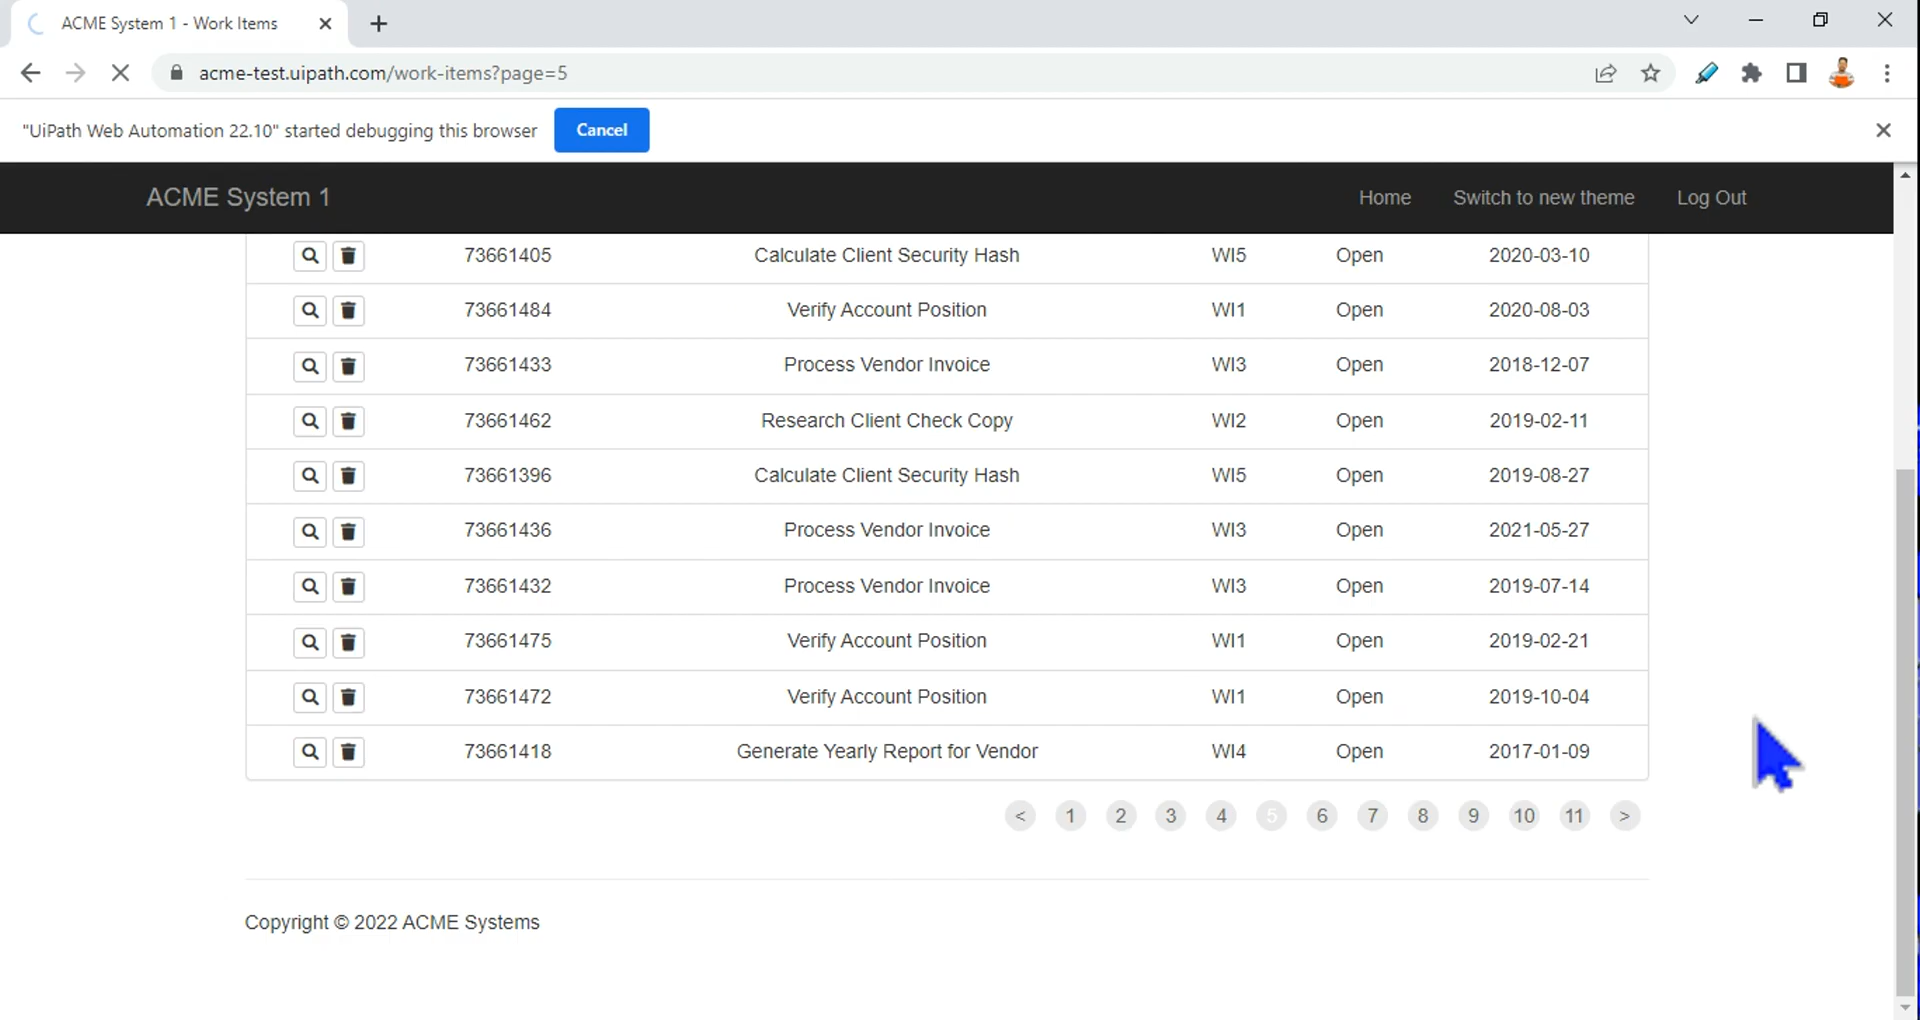 ACME System 1 - Work Items
acme-test.uipath.com/work-items?page=5
"UiPath Web Automation 22.10" started debugging this browser Cancel
ACME System 1 Home Switch to new theme Log Out
73661405 Calculate Client Security Hash WI5 Open 2020-03-10
73661484 Verify Account Position WI1 Open 2020-08-03
73661433 Process Vendor Invoice WI3 Open 2018-12-07
73661462 Research Client Check Copy WI2 Open 2019-02-11
73661396 Calculate Client Security Hash WI5 Open 2019-08-27
73661436 Process Vendor Invoice WI3 Open 2021-05-27
73661432 Process Vendor Invoice WI3 Open 2019-07-14
73661475 Verify Account Position WI1 Open 2019-02-21
73661472 Verify Account Position WI1 Open 2019-10-04
73661418 Generate Yearly Report for Vendor WI4 Open 2017-01-09
< 1 2 3 4 5 6 7 8 9 10 11 >
Copyright © 2022 ACME Systems